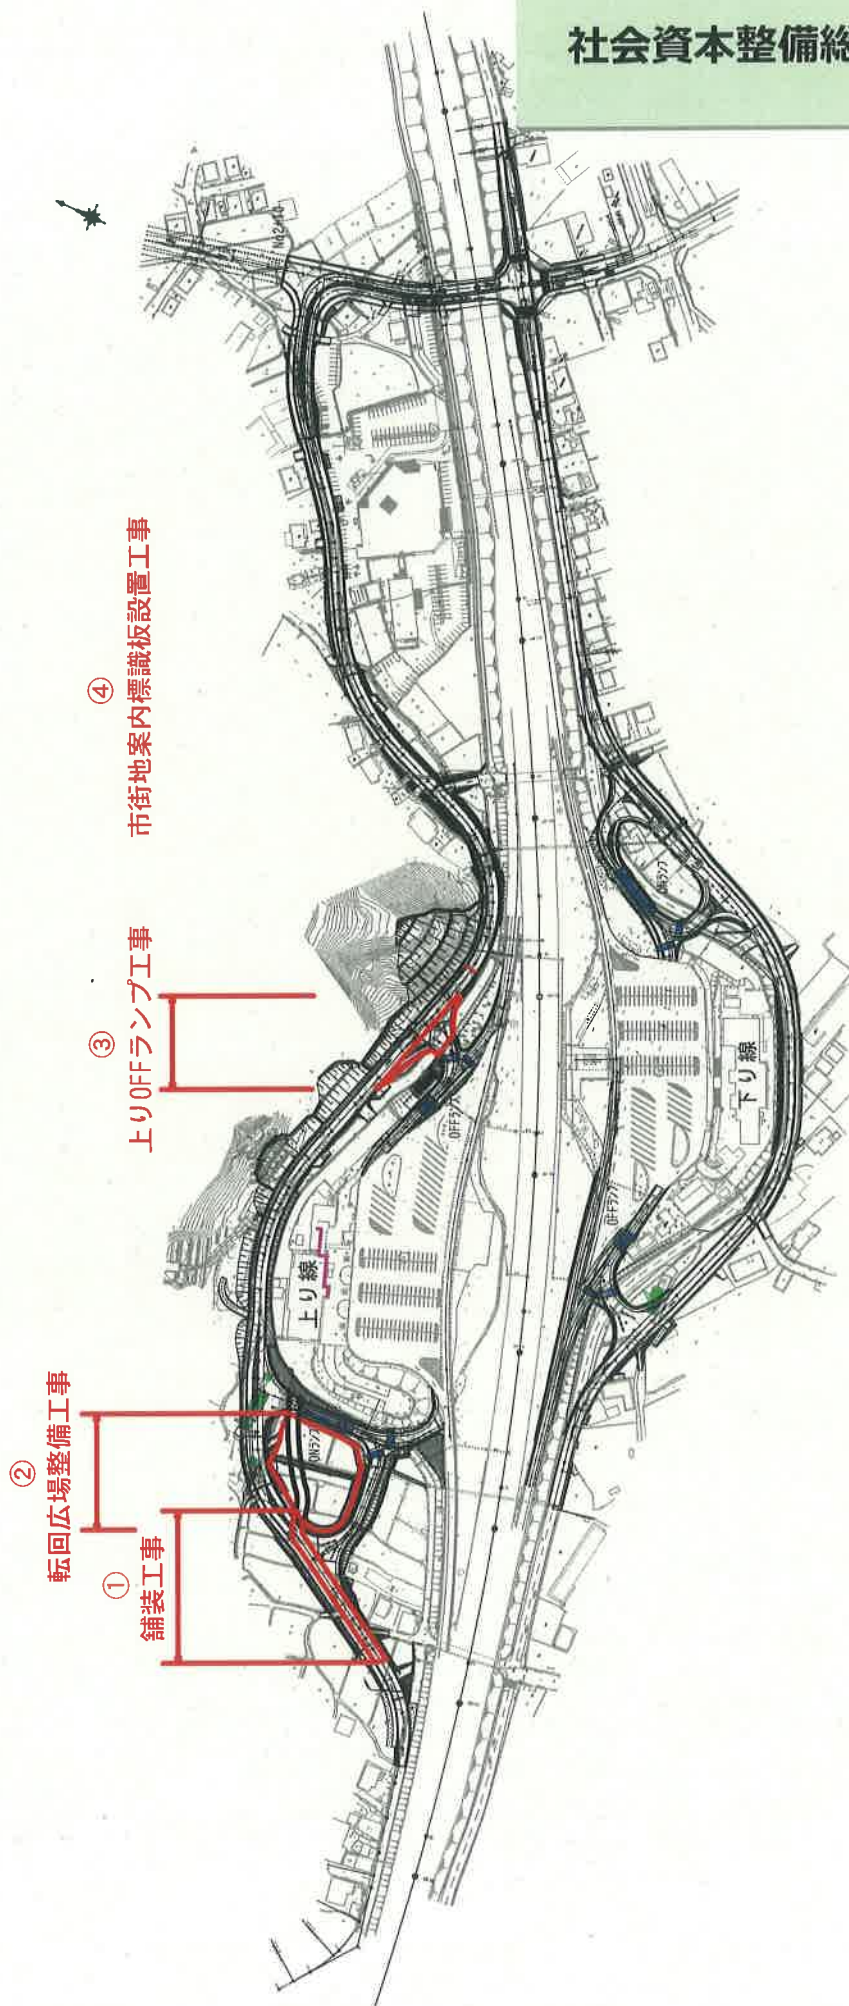 社会資本整備総
④
市街地案内標識板設置工事
③
上りOFFランプ工事
②
転回広場整備工事
①
舗装工事
上り線
下り線
ONランプ
OFFランプ
OFFランプ
ONランプ